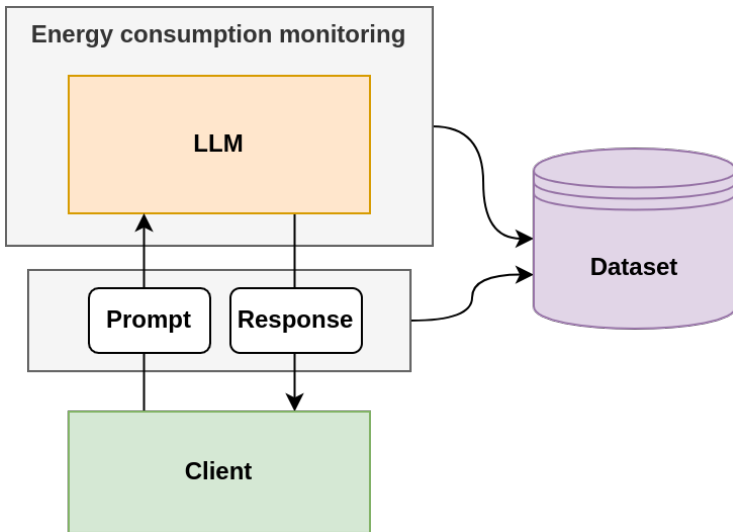 Energy consumption monitoring
LLM
Dataset
Prompt
Response
Client